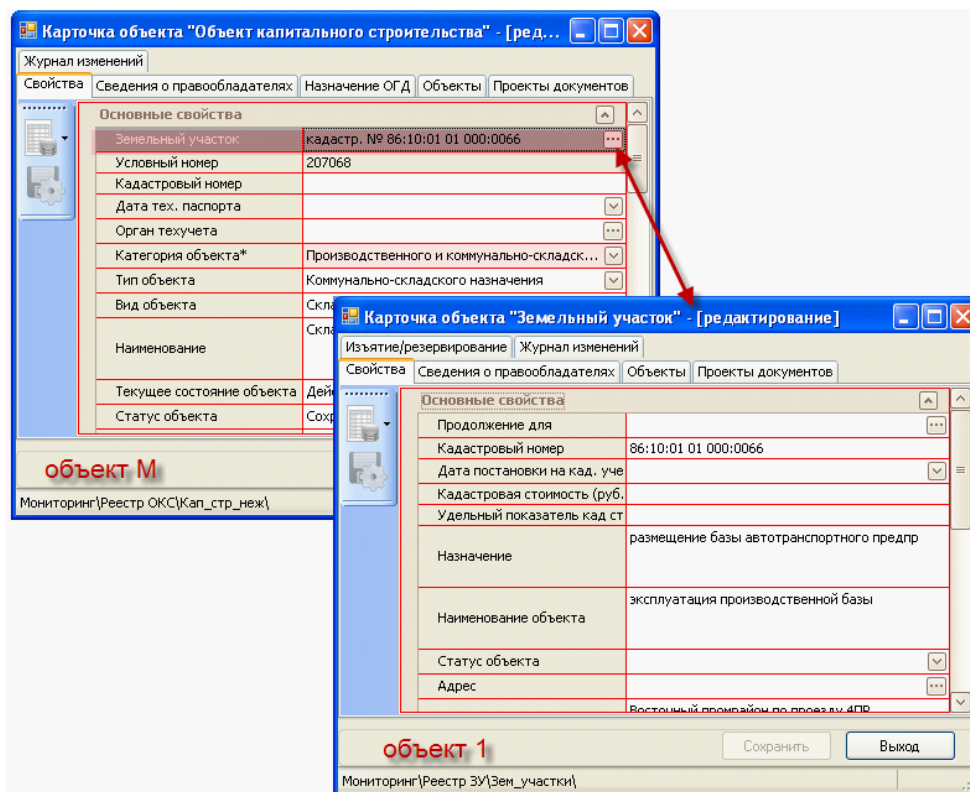 Карточка объекта "Объект капитального строительства" - [ред...
Журнал изменений
Свойства Сведения о правообладателях Назначение ОГД Объекты Проекты документов
Основные свойства
Земельный участок кадастр. № 86:10:01 01 000:0066
Условный номер 207068
Кадастровый номер
Дата тех. паспорта
Орган техучета
Категория объекта* Производственного и коммунально-складск...
Тип объекта Коммунально-складского назначения
Вид объекта
Наименование
Текущее состояние объекта
Статус объекта
объект М
Мониторинг\Реестр ОКС\Кап_стр_неж\
Карточка объекта "Земельный участок" - [редактирование]
Изъятие/резервирование Журнал изменений
Свойства Сведения о правообладателях Объекты Проекты документов
Основные свойства
Продолжение для
Кадастровый номер 86:10:01 01 000:0066
Дата постановки на кад. уче
Кадастровая стоимость (руб.
Удельный показатель кад ст
Назначение размещение базы автотранспортного предпр
Наименование объекта эксплуатация производственной базы
Статус объекта
Адрес
Восточный промрайон по проезду 4ПР
объект 1
Сохранить Выход
Мониторинг\Реестр ЗУ\Зем_участки\